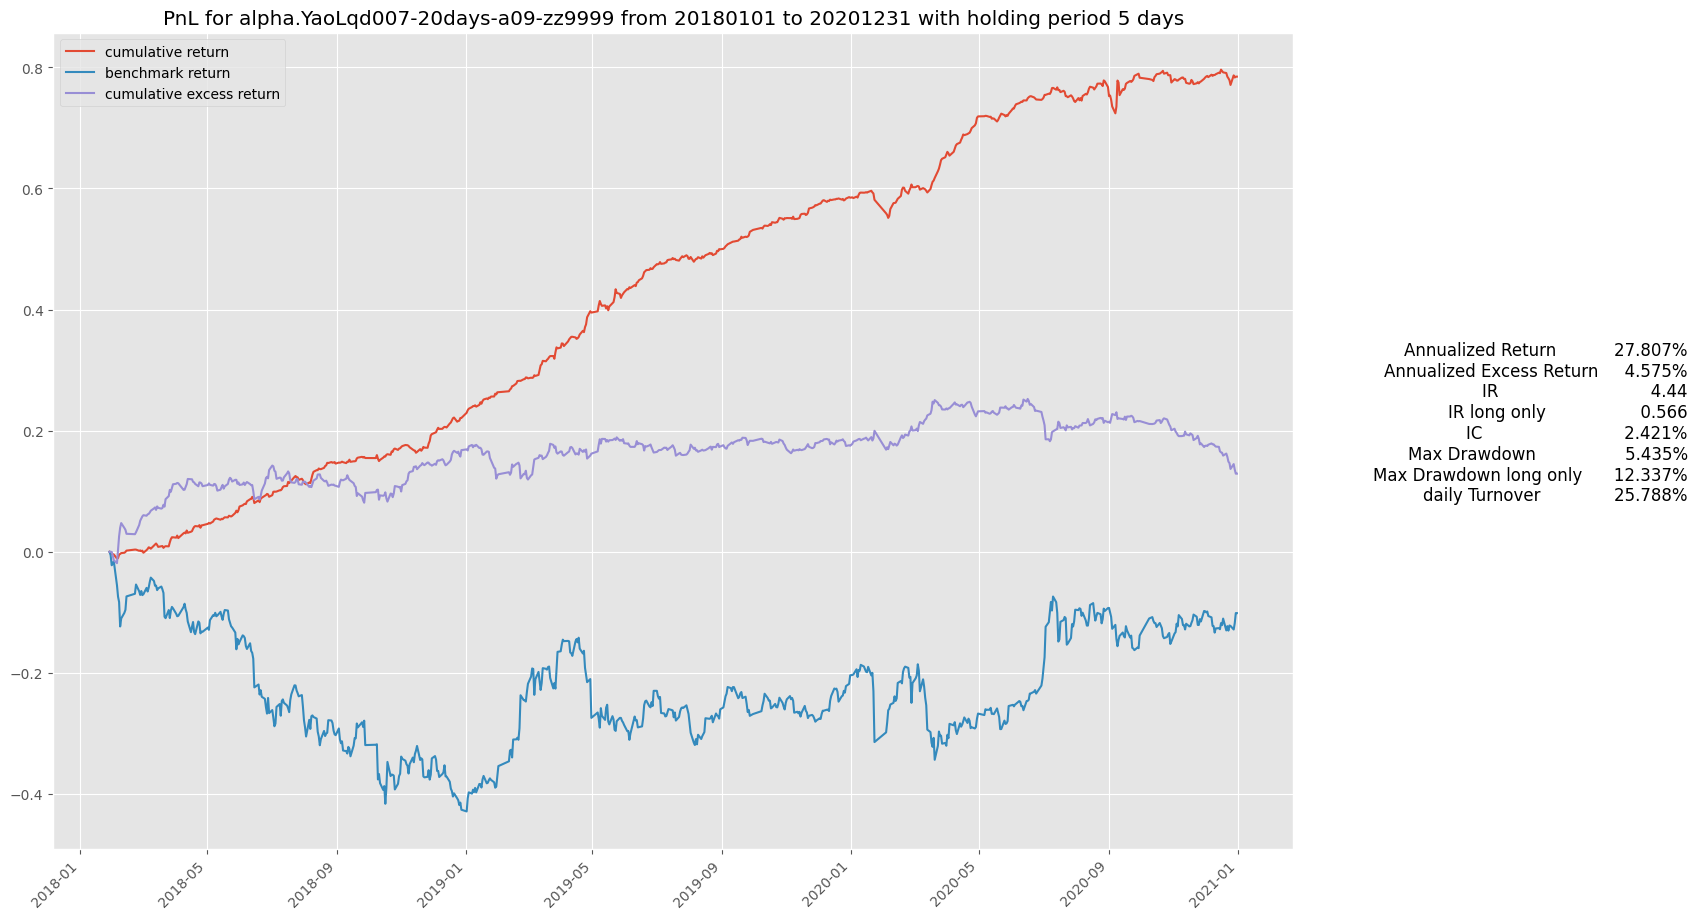 PnL for alpha.YaoLqd007-20days-a09-zz9999 from 20180101 to 20201231 with holding period 5 days
cumulative return
benchmark return
cumulative excess return
0.8
0.6
0.4
0.2
0.0
−0.2
−0.4
2018-01
2018-05
2018-09
2019-01
2019-05
2019-09
2020-01
2020-05
2020-09
2021-01
Annualized Return 27.807%
Annualized Excess Return 4.575%
IR 4.44
IR long only 0.566
IC 2.421%
Max Drawdown 5.435%
Max Drawdown long only 12.337%
daily Turnover 25.788%